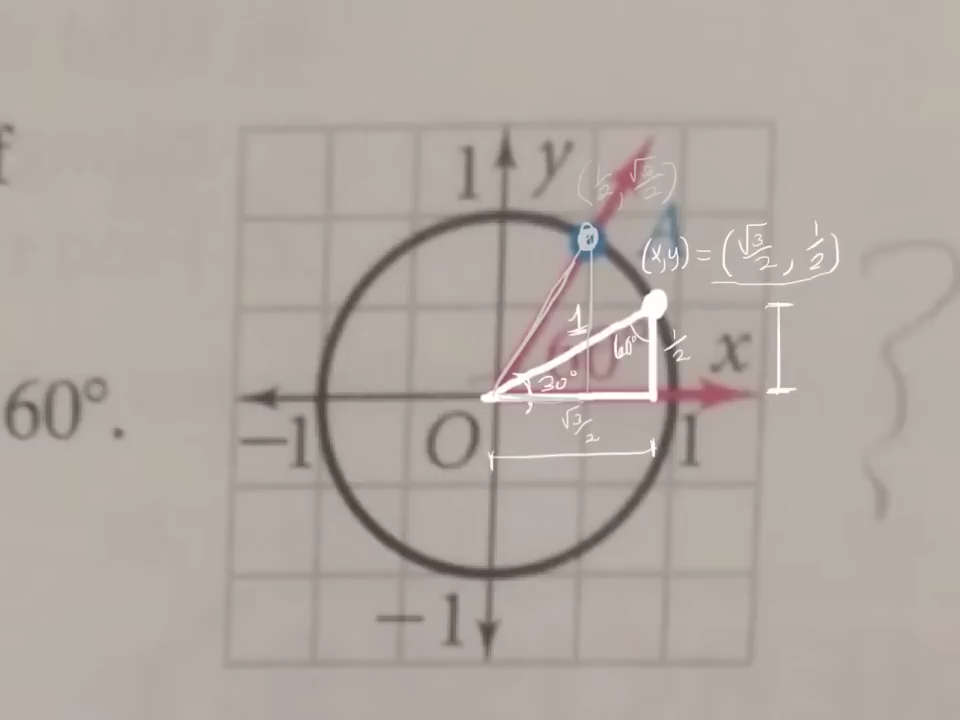 f
1 y
(1/2, √3/2)
A
(x,y) = (√3/2, 1/2)
1
60° 1/2 x
30°
60°.
√3/2
-1 O 1
-1